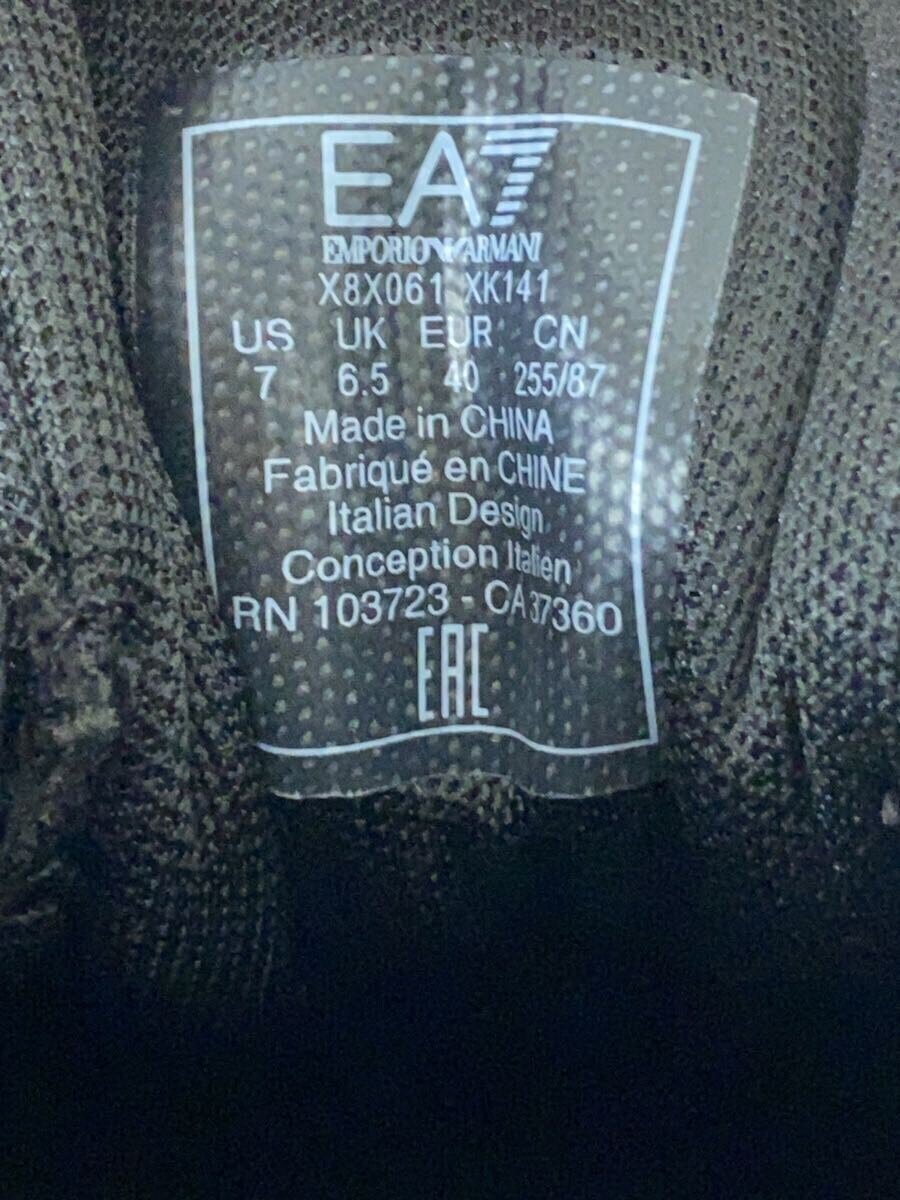 EA7
EMPORIO ARMANI
X8X061 XK141
US UK EUR CN
7 6.5 40 255/87
Made in CHINA
Fabriqué en CHINE
Italian Design
Conception Italien
RN 103723 - CA 37360
EAC